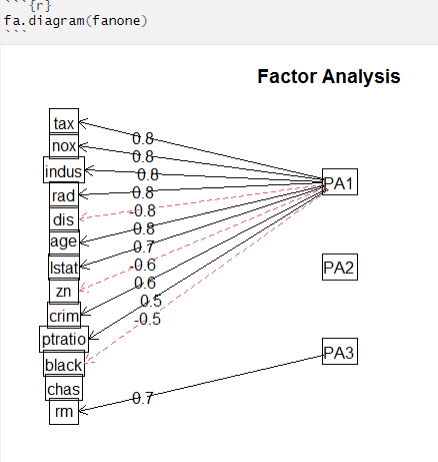 ```{r}
fa.diagram(fanone)
```
Factor Analysis
tax
nox
indus
rad
dis
age
lstat
zn
crim
ptratio
black
chas
rm
0.8
0.8
0.8
0.8
-0.8
0.8
0.7
-0.6
0.6
0.5
-0.5
0.7
PA1
PA2
PA3